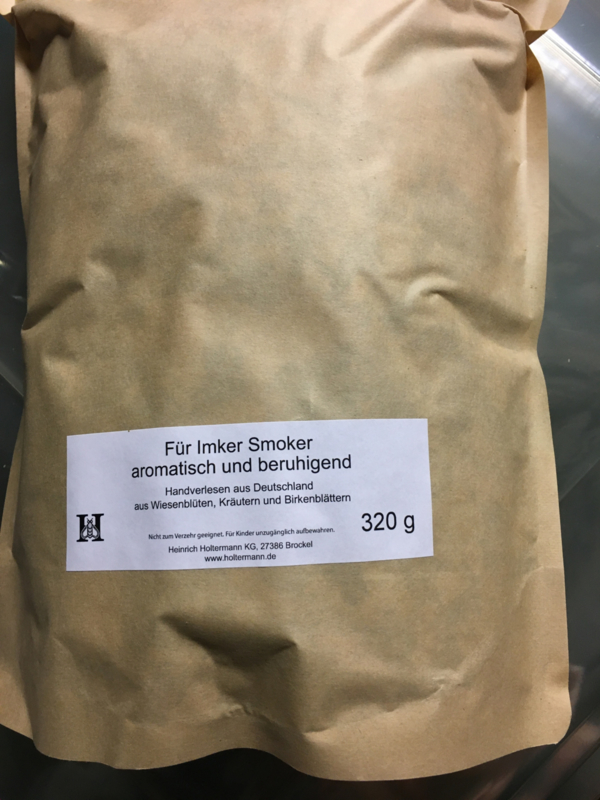 Für Imker Smoker
aromatisch und beruhigend
Handverlesen aus Deutschland
aus Wiesenblüten, Kräutern und Birkenblättern
H
320 g
Nicht zum Verzehr geeignet. Für Kinder unzugänglich aufbewahren.
Heinrich Holtermann KG, 27386 Brockel
www.holtermann.de